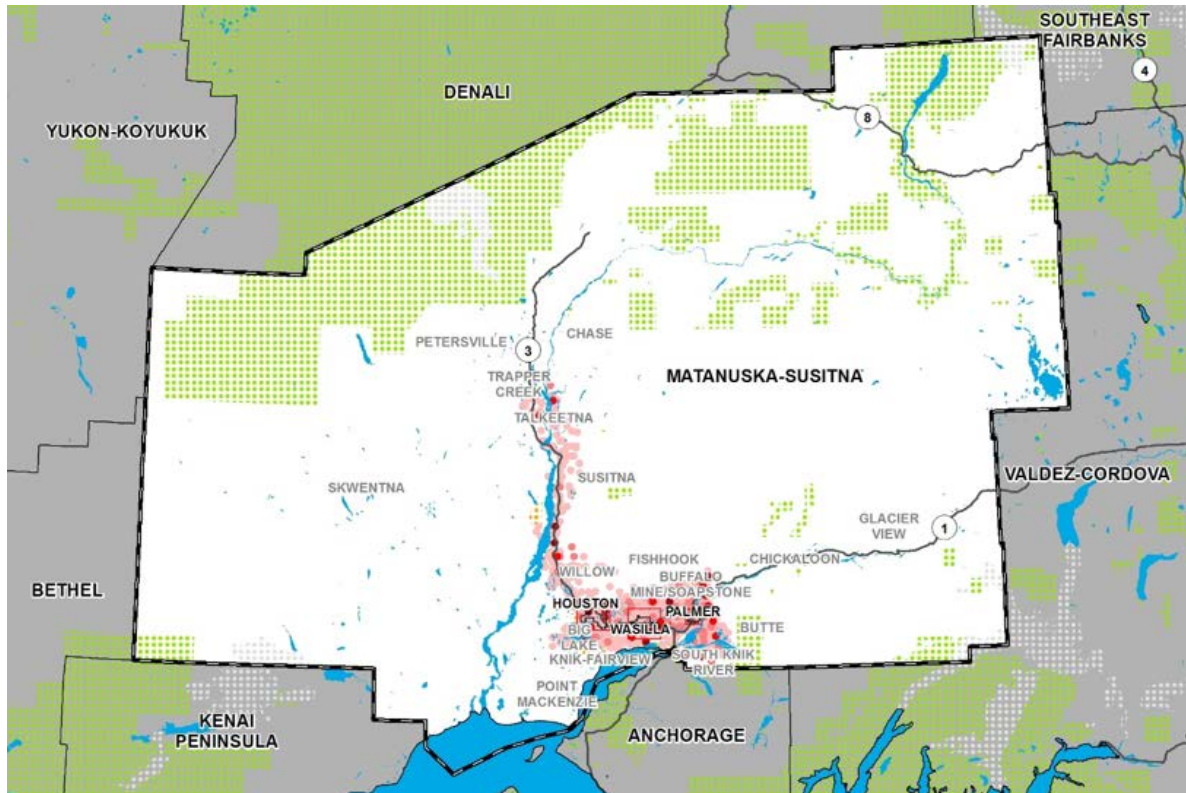 SOUTHEAST
FAIRBANKS
4
DENALI
8
YUKON-KOYUKUK
CHASE
PETERSVILLE
3
TRAPPER
CREEK
MATANUSKA-SUSITNA
TALKEETNA
SUSITNA
SKWENTNA
VALDEZ-CORDOVA
GLACIER
VIEW
1
CHICKALOON
FISHHOOK
WILLOW
BUFFALO
MINE/SOAPSTONE
BETHEL
HOUSTON
PALMER
WASILLA
BUTTE
BIG
LAKE
KNIK-FAIRVIEW
SOUTH KNIK
RIVER
POINT
MACKENZIE
KENAI
PENINSULA
ANCHORAGE